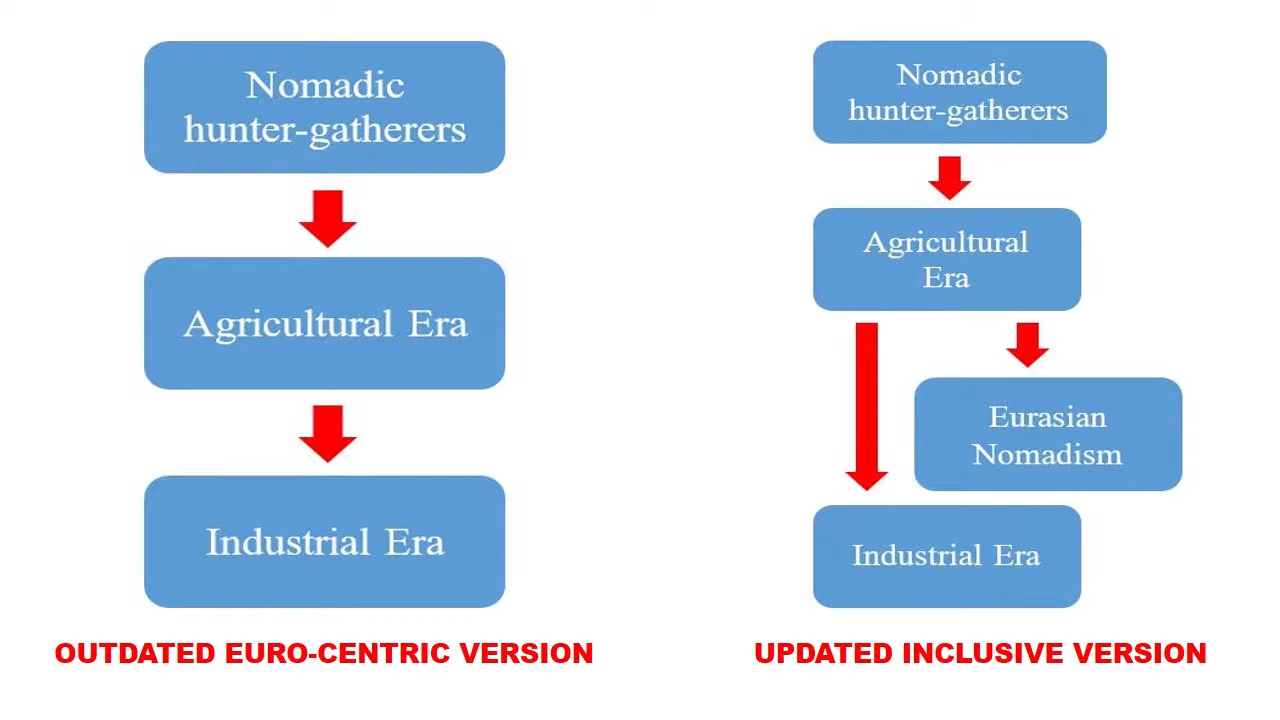 Nomadic
hunter-gatherers
Agricultural Era
Industrial Era
OUTDATED EURO-CENTRIC VERSION
Nomadic
hunter-gatherers
Agricultural
Era
Eurasian
Nomadism
Industrial Era
UPDATED INCLUSIVE VERSION